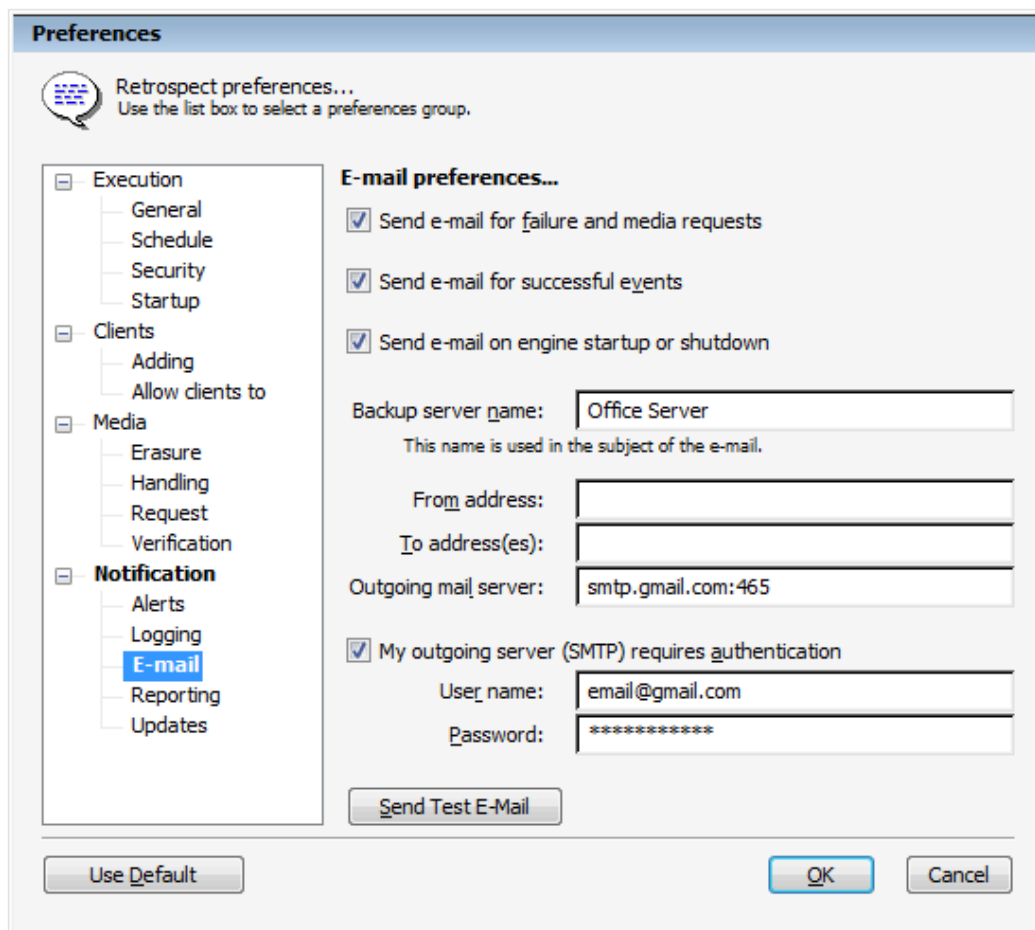 Preferences
Retrospect preferences...
Use the list box to select a preferences group.
Execution
General
Schedule
Security
Startup
Clients
Adding
Allow clients to
Media
Erasure
Handling
Request
Verification
Notification
Alerts
Logging
E-mail
Reporting
Updates
E-mail preferences...
Send e-mail for failure and media requests
Send e-mail for successful events
Send e-mail on engine startup or shutdown
Backup server name: Office Server
This name is used in the subject of the e-mail.
From address:
To address(es):
Outgoing mail server: smtp.gmail.com:465
My outgoing server (SMTP) requires authentication
User name: email@gmail.com
Password: ***********
Send Test E-Mail
Use Default
OK
Cancel